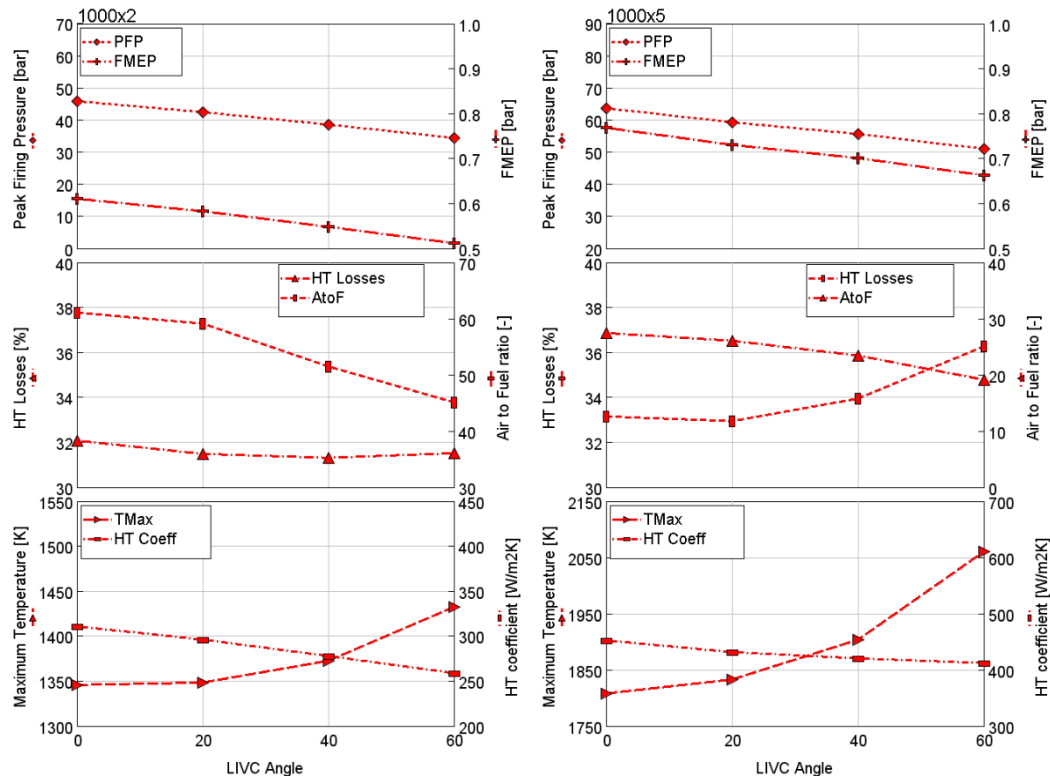 1000x2
70
60
50
40
30
20
10
0
Peak Firing Pressure [bar]
PFP
FMEP
1.0
0.9
0.8
0.7
0.6
0.5
FMEP [bar]
1000x5
90
80
70
60
50
40
30
20
Peak Firing Pressure [bar]
PFP
FMEP
1.0
0.9
0.8
0.7
0.6
0.5
FMEP [bar]
40
38
36
34
32
30
HT Losses [%]
HT Losses
AtoF
70
60
50
40
30
Air to Fuel ratio [-]
40
38
36
34
32
30
HT Losses [%]
HT Losses
AtoF
40
30
20
10
0
Air to Fuel ratio [-]
1550
1500
1450
1400
1350
1300
Maximum Temperature [K]
TMax
HT Coeff
450
400
350
300
250
200
HT coefficient [W/m2K]
0 20 40 60
LIVC Angle
2150
2050
1950
1850
1750
Maximum Temperature [K]
TMax
HT Coeff
700
600
500
400
300
HT coefficient [W/m2K]
0 20 40 60
LIVC Angle